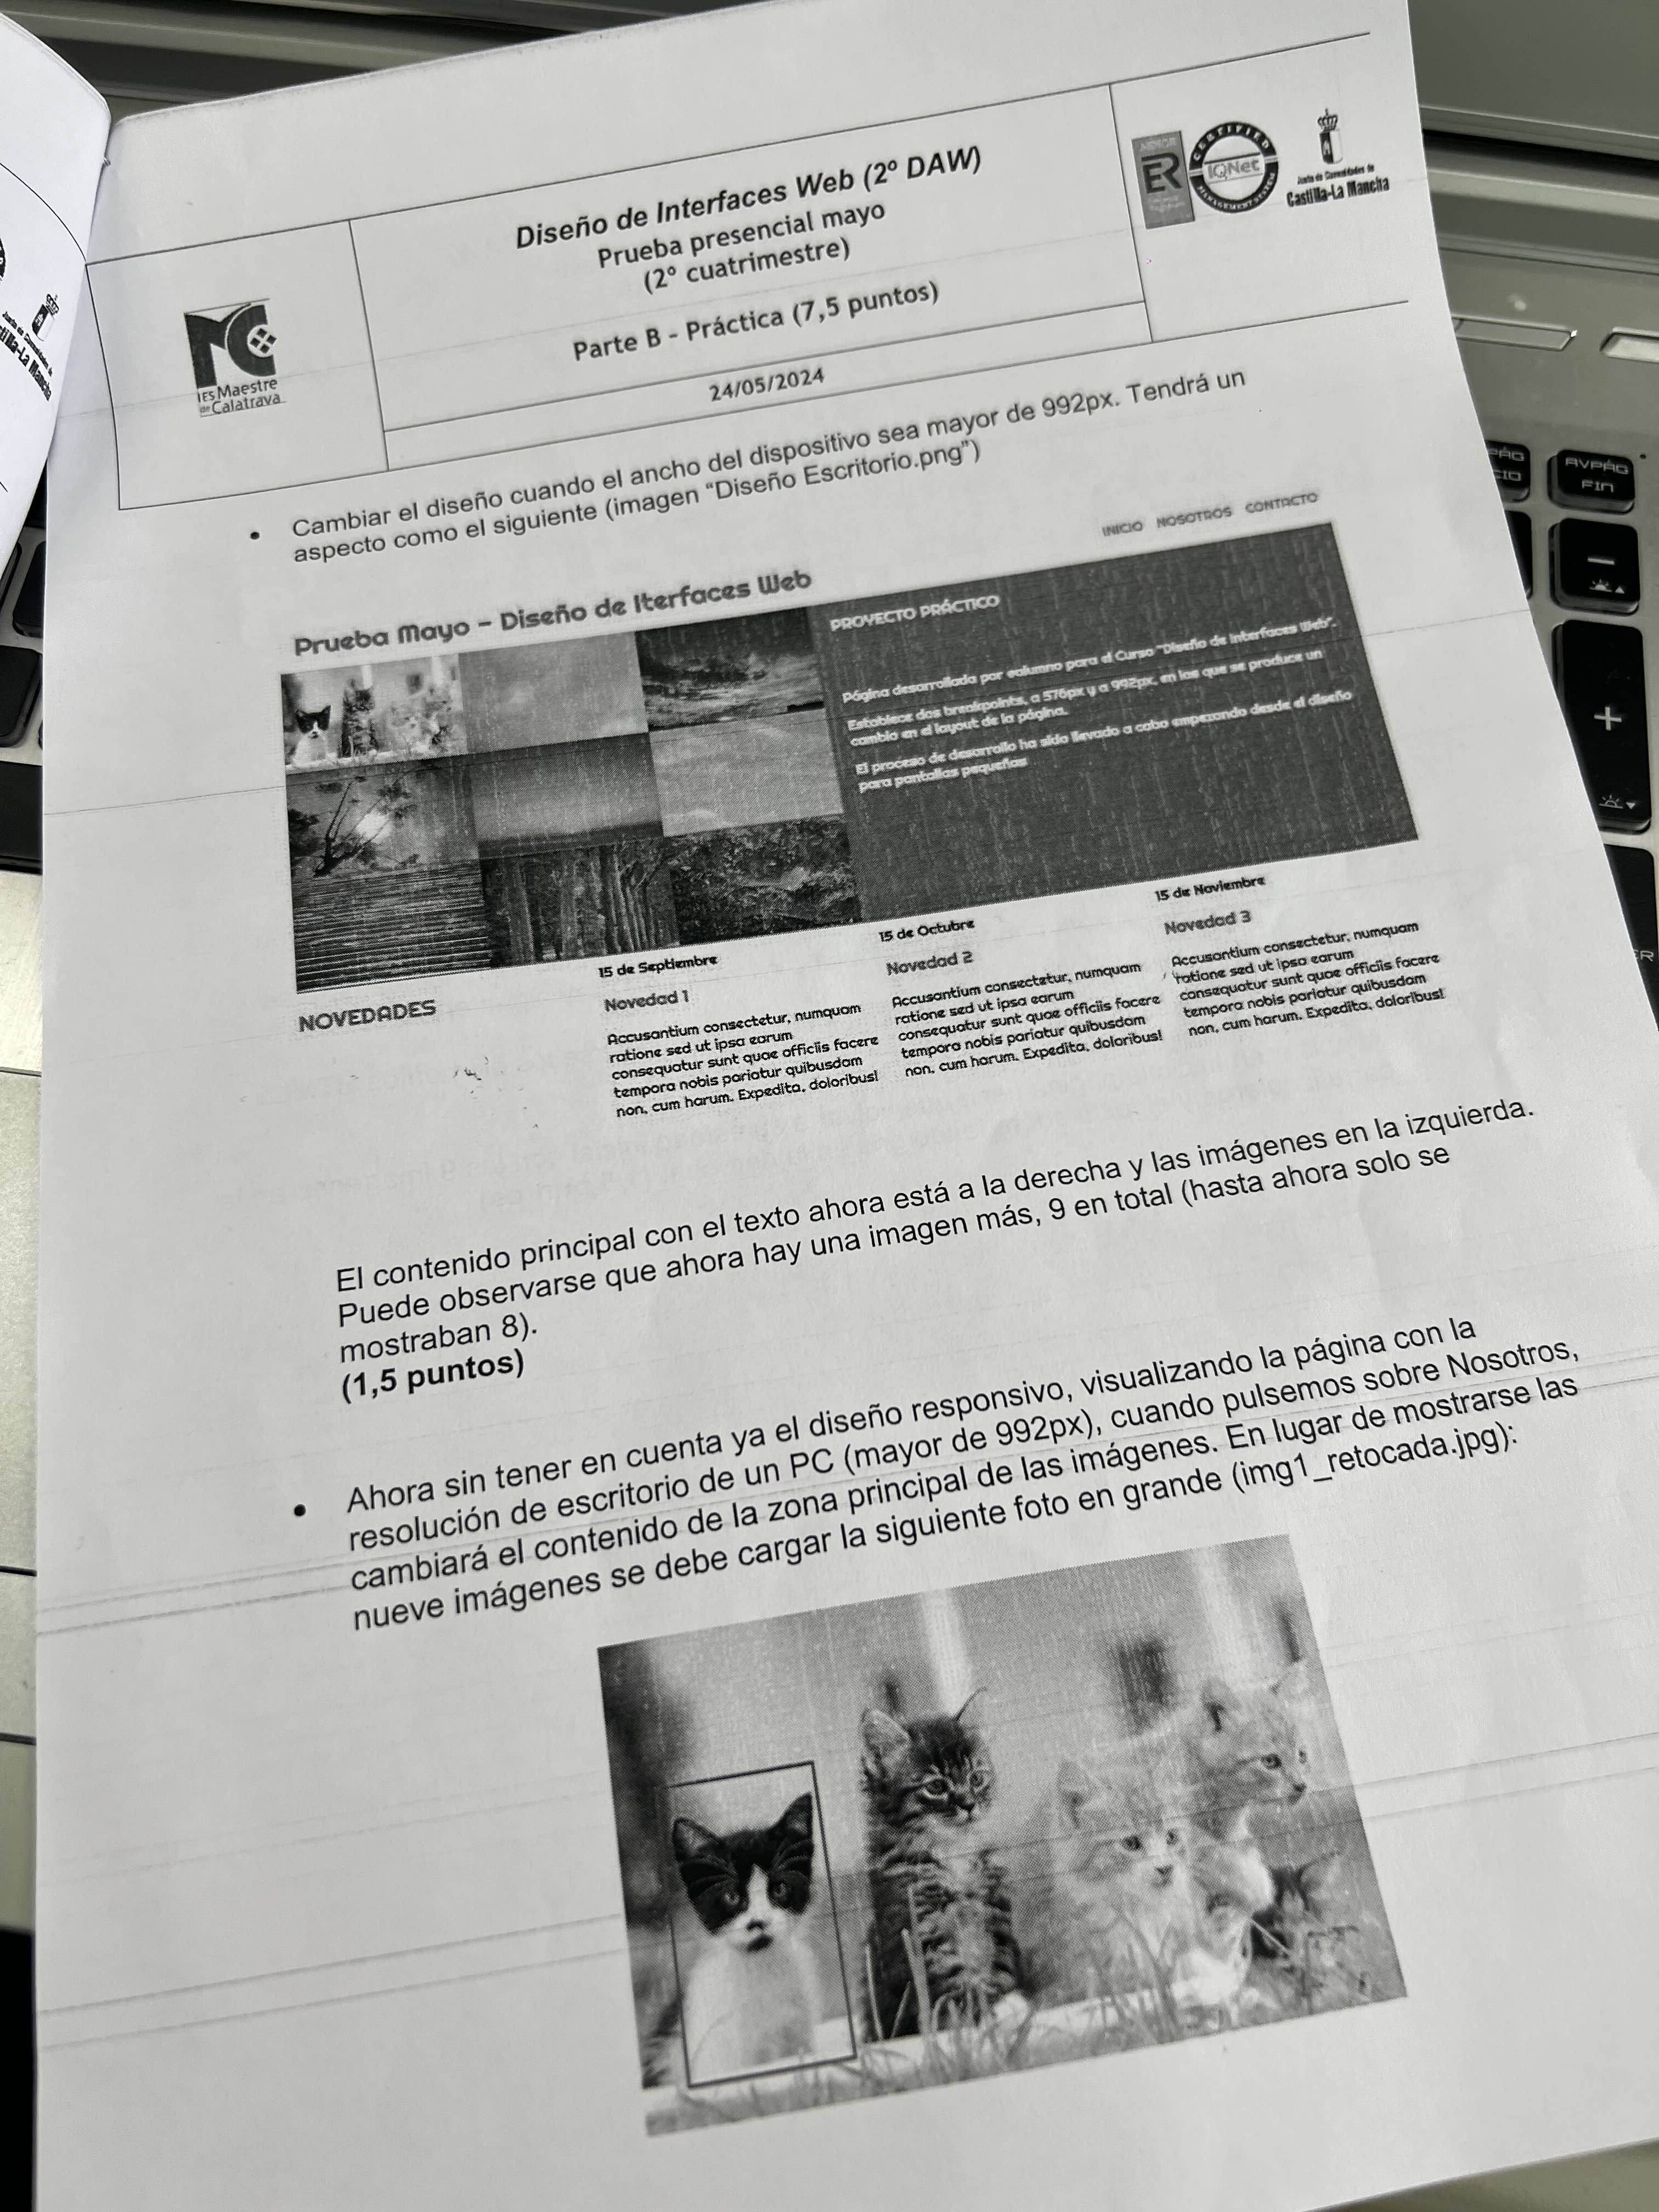 IES Maestre
de Calatrava
Diseño de Interfaces Web (2º DAW)
Prueba presencial mayo
(2º cuatrimestre)
Parte B - Práctica (7,5 puntos)
24/05/2024
ER
CERTIFIED
IQNet
MANAGEMENT SYSTEM
Junta de Comunidades de
Castilla-La Mancha
• Cambiar el diseño cuando el ancho del dispositivo sea mayor de 992px. Tendrá un
aspecto como el siguiente (imagen “Diseño Escritorio.png”)
INICIO NOSOTROS CONTACTO
Prueba Mayo - Diseño de Iterfaces Web
PROYECTO PRÁCTICO
Página desarrollada por ealumno para el Curso "Diseño de Interfaces Web".
Establece dos breakpoints, a 576px y a 992px, en los que se produce un
cambio en el layout de la página.
El proceso de desarrollo ha sido llevado a cabo empezando desde el diseño
para pantallas pequeñas
NOVEDADES
15 de Septiembre
Novedad 1
Accusantium consectetur, numquam
ratione sed ut ipsa earum
consequatur sunt quae officiis facere
tempora nobis pariatur quibusdam
non, cum harum. Expedita, doloribus!
15 de Octubre
Novedad 2
Accusantium consectetur, numquam
ratione sed ut ipsa earum
consequatur sunt quae officiis facere
tempora nobis pariatur quibusdam
non, cum harum. Expedita, doloribus!
15 de Noviembre
Novedad 3
Accusantium consectetur, numquam
ratione sed ut ipsa earum
consequatur sunt quae officiis facere
tempora nobis pariatur quibusdam
non, cum harum. Expedita, doloribus!
El contenido principal con el texto ahora está a la derecha y las imágenes en la izquierda.
Puede observarse que ahora hay una imagen más, 9 en total (hasta ahora solo se
mostraban 8).
(1,5 puntos)
• Ahora sin tener en cuenta ya el diseño responsivo, visualizando la página con la
resolución de escritorio de un PC (mayor de 992px), cuando pulsemos sobre Nosotros,
cambiará el contenido de la zona principal de las imágenes. En lugar de mostrarse las
nueve imágenes se debe cargar la siguiente foto en grande (img1_retocada.jpg):
AVPÁG
FIN
−
+